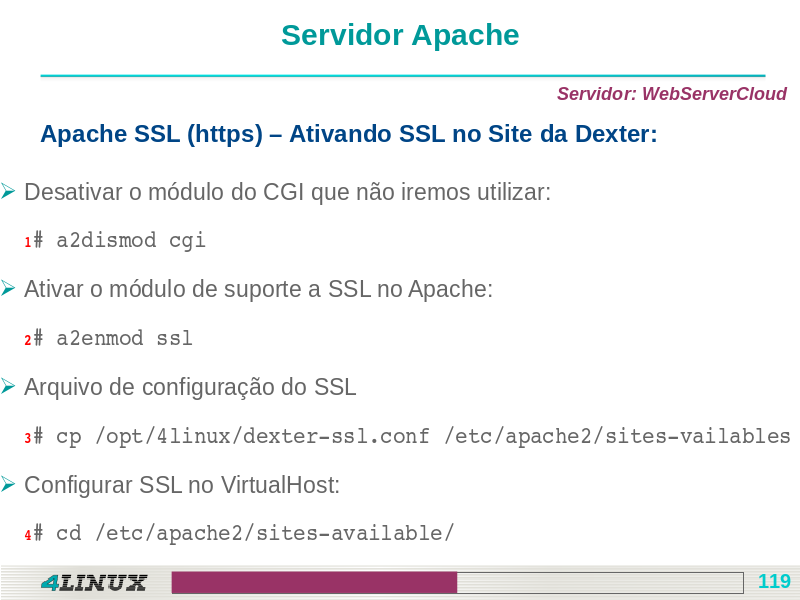 Servidor Apache
Servidor: WebServerCloud
Apache SSL (https) – Ativando SSL no Site da Dexter:
Desativar o módulo do CGI que não iremos utilizar:
1# a2dismod cgi
Ativar o módulo de suporte a SSL no Apache:
2# a2enmod ssl
Arquivo de configuração do SSL
3# cp /opt/4linux/dexter-ssl.conf /etc/apache2/sites-vailables
Configurar SSL no VirtualHost:
4# cd /etc/apache2/sites-available/
4LINUX
119